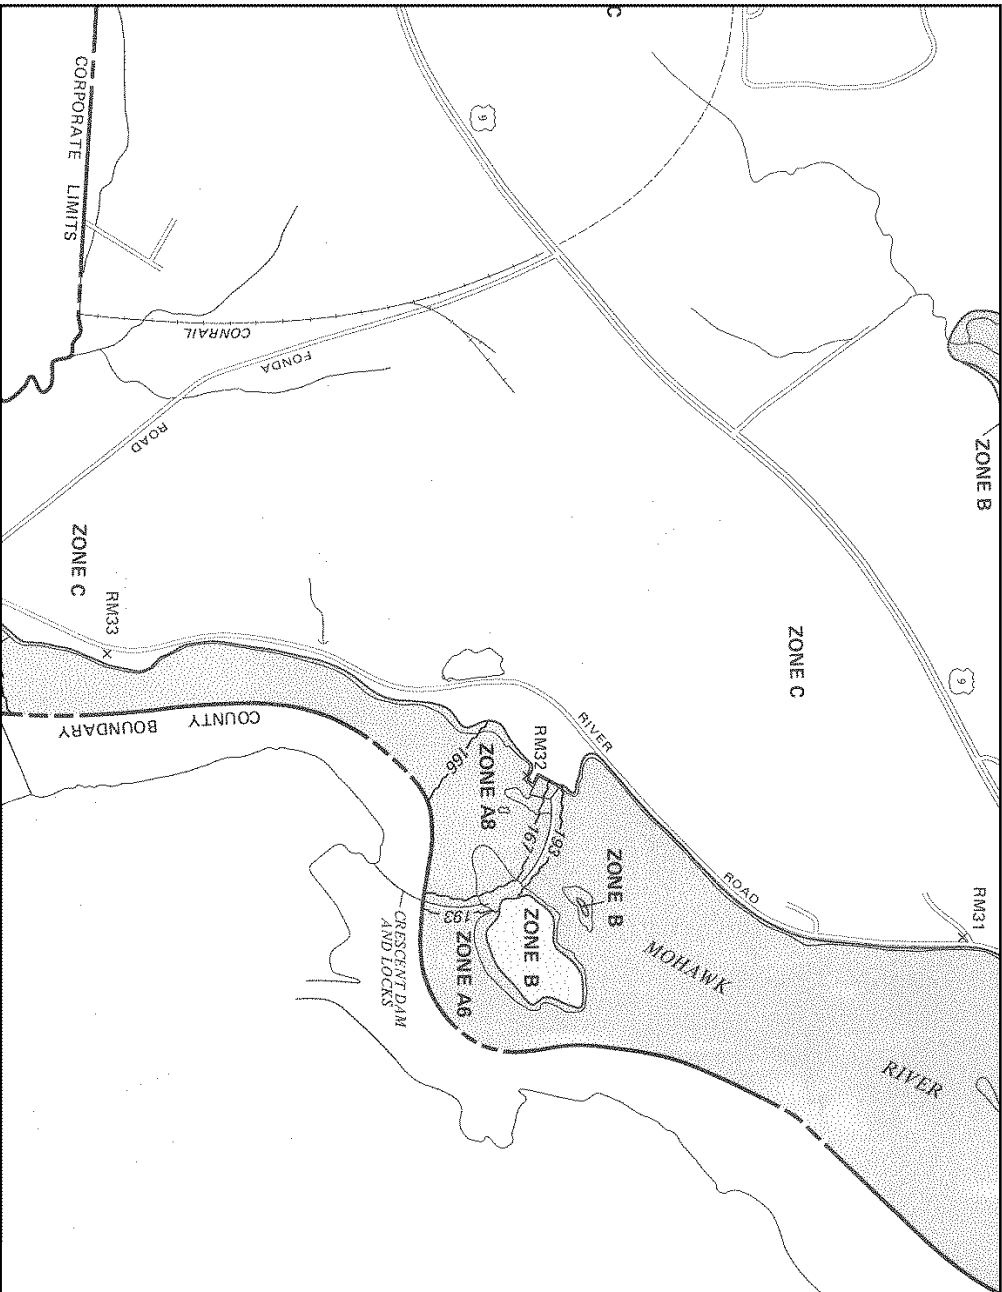 C
9
CORPORATE LIMITS
CONRAIL
FONDA
ROAD
ZONE B
ZONE C
RM33
ZONE C
9
COUNTY BOUNDARY
RIVER
RM32
166
ZONE A8
167
193
ZONE B
ROAD
RM31
193
ZONE B
ZONE A6
MOHAWK
RIVER
CRESCENT DAM
AND LOCKS